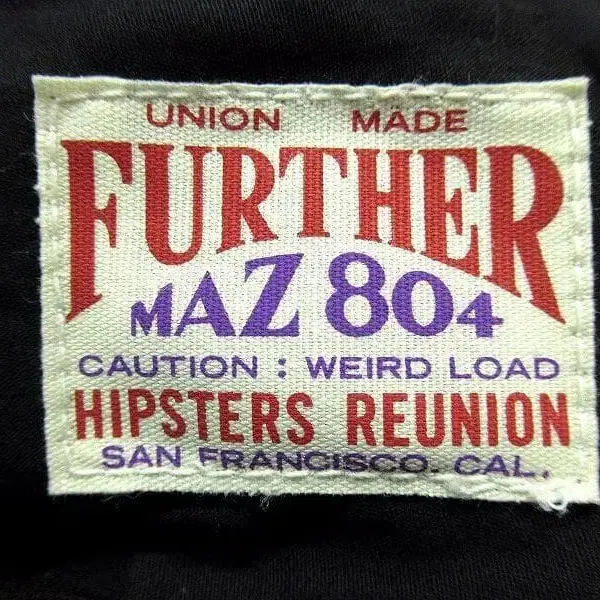 UNION MADE
FURTHER
MAZ 804
CAUTION : WEIRD LOAD
HIPSTERS REUNION
SAN FRANCISCO. CAL.